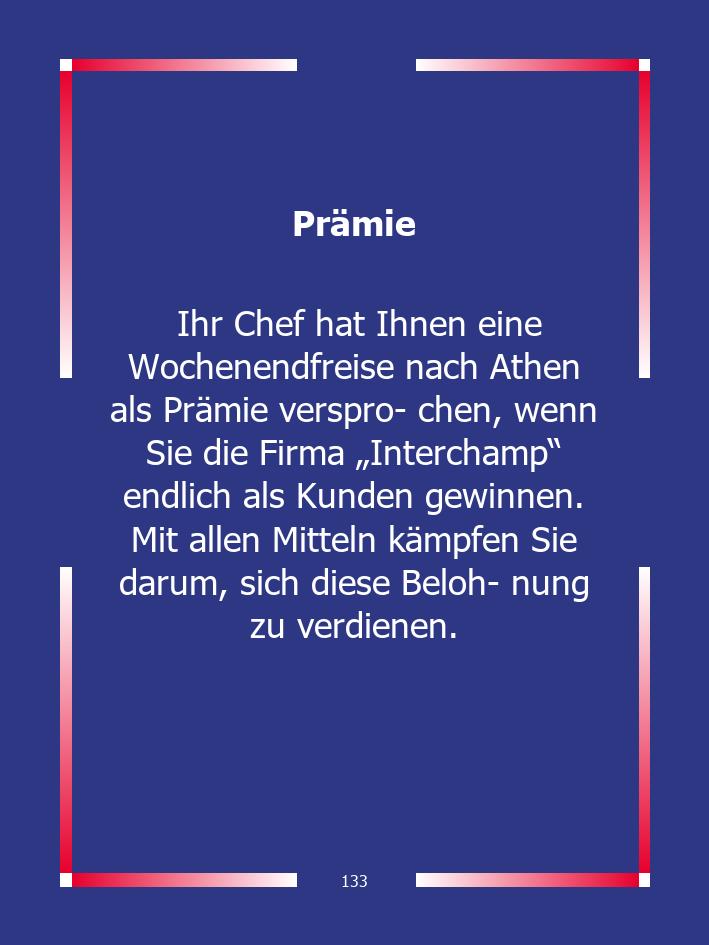 Prämie
Ihr Chef hat Ihnen eine
Wochenendfreise nach Athen
als Prämie verspro- chen, wenn
Sie die Firma „Interchamp“
endlich als Kunden gewinnen.
Mit allen Mitteln kämpfen Sie
darum, sich diese Beloh- nung
zu verdienen.
133